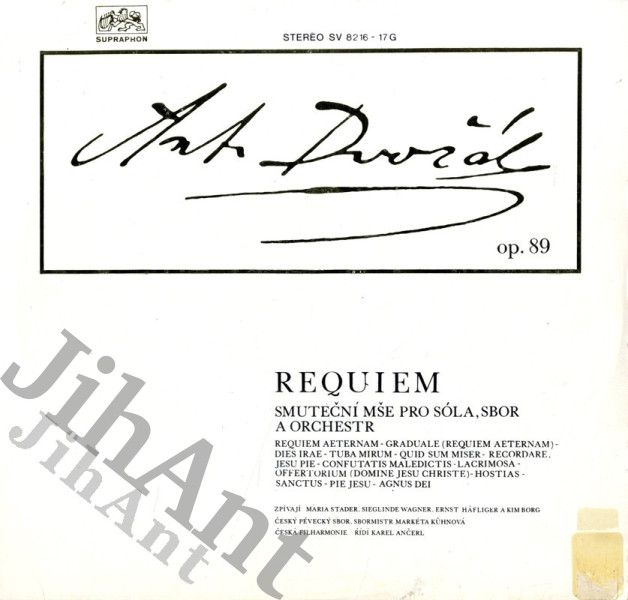 SUPRAPHON
STEREO SV 8216 - 17 G
Ant. Dvořák
op. 89
REQUIEM
SMUTEČNÍ MŠE PRO SÓLA, SBOR
A ORCHESTR
REQUIEM AETERNAM - GRADUALE (REQUIEM AETERNAM) -
DIES IRAE - TUBA MIRUM - QUID SUM MISER - RECORDARE,
JESU PIE - CONFUTATIS MALEDICTIS - LACRIMOSA -
OFFERTORIUM (DOMINE JESU CHRISTE) - HOSTIAS -
SANCTUS - PIE JESU - AGNUS DEI
ZPÍVAJÍ MARIA STADER, SIEGLINDE WAGNER, ERNST HÄFLIGER A KIM BORG
ČESKÝ PĚVECKÝ SBOR, SBORMISTR MARKÉTA KÜHNOVÁ
ČESKÁ FILHARMONIE ŘÍDÍ KAREL ANČERL
JihAnt
JihAnt